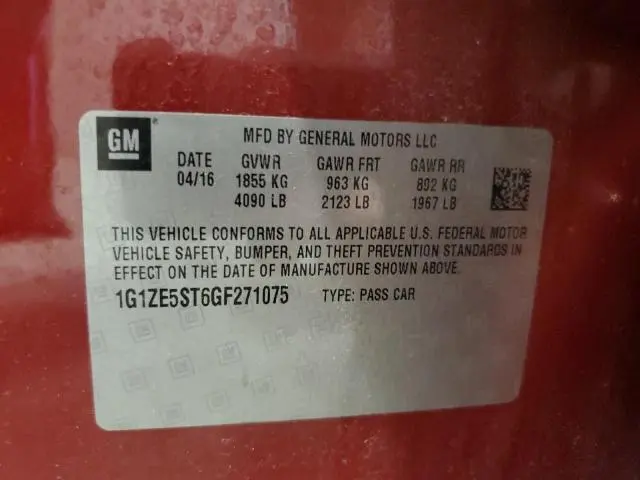 GM ®
MFD BY GENERAL MOTORS LLC
DATE GVWR GAWR FRT GAWR RR
04/16 1855 KG 963 KG 892 KG
4090 LB 2123 LB 1967 LB
THIS VEHICLE CONFORMS TO ALL APPLICABLE U.S. FEDERAL MOTOR
VEHICLE SAFETY, BUMPER, AND THEFT PREVENTION STANDARDS IN
EFFECT ON THE DATE OF MANUFACTURE SHOWN ABOVE.
1G1ZE5ST6GF271075 TYPE: PASS CAR